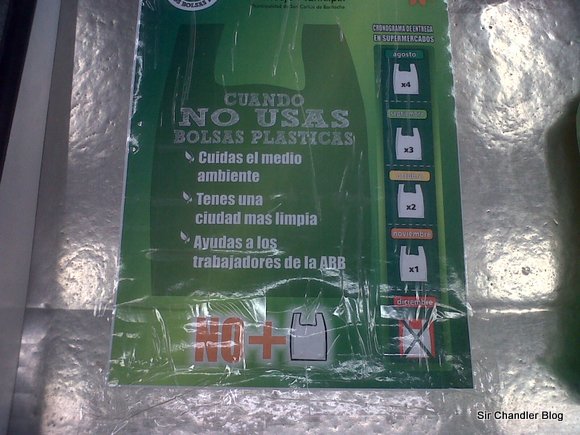 Municipalidad de San Carlos de Bariloche
CRONOGRAMA DE ENTREGA
EN SUPERMERCADOS
agosto
x4
x3
octubre
x2
noviembre
x1
diciembre
CUANDO
NO USAS
BOLSAS PLASTICAS
Cuidas el medio
ambiente
Tenes una
ciudad mas limpia
Ayudas a los
trabajadores de la ARB
NO +
Sir Chandler Blog